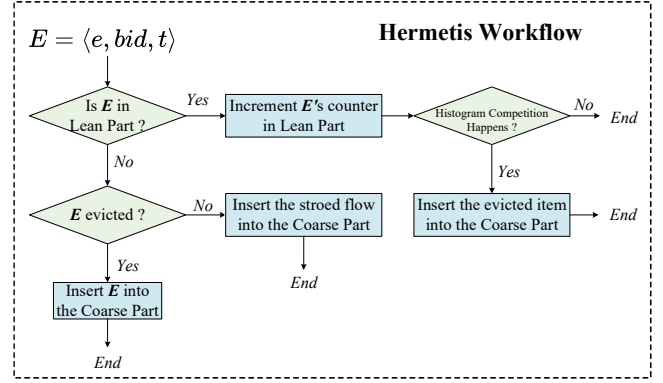 Hermetis Workflow
E = ⟨e, bid, t⟩
Is E in
Lean Part ?
Yes
Increment E's counter
in Lean Part
Histogram Competition
Happens ?
No
End
No
Yes
E evicted ?
No
Insert the stroed flow
into the Coarse Part
Insert the evicted item
into the Coarse Part
End
Yes
End
Insert E into
the Coarse Part
End